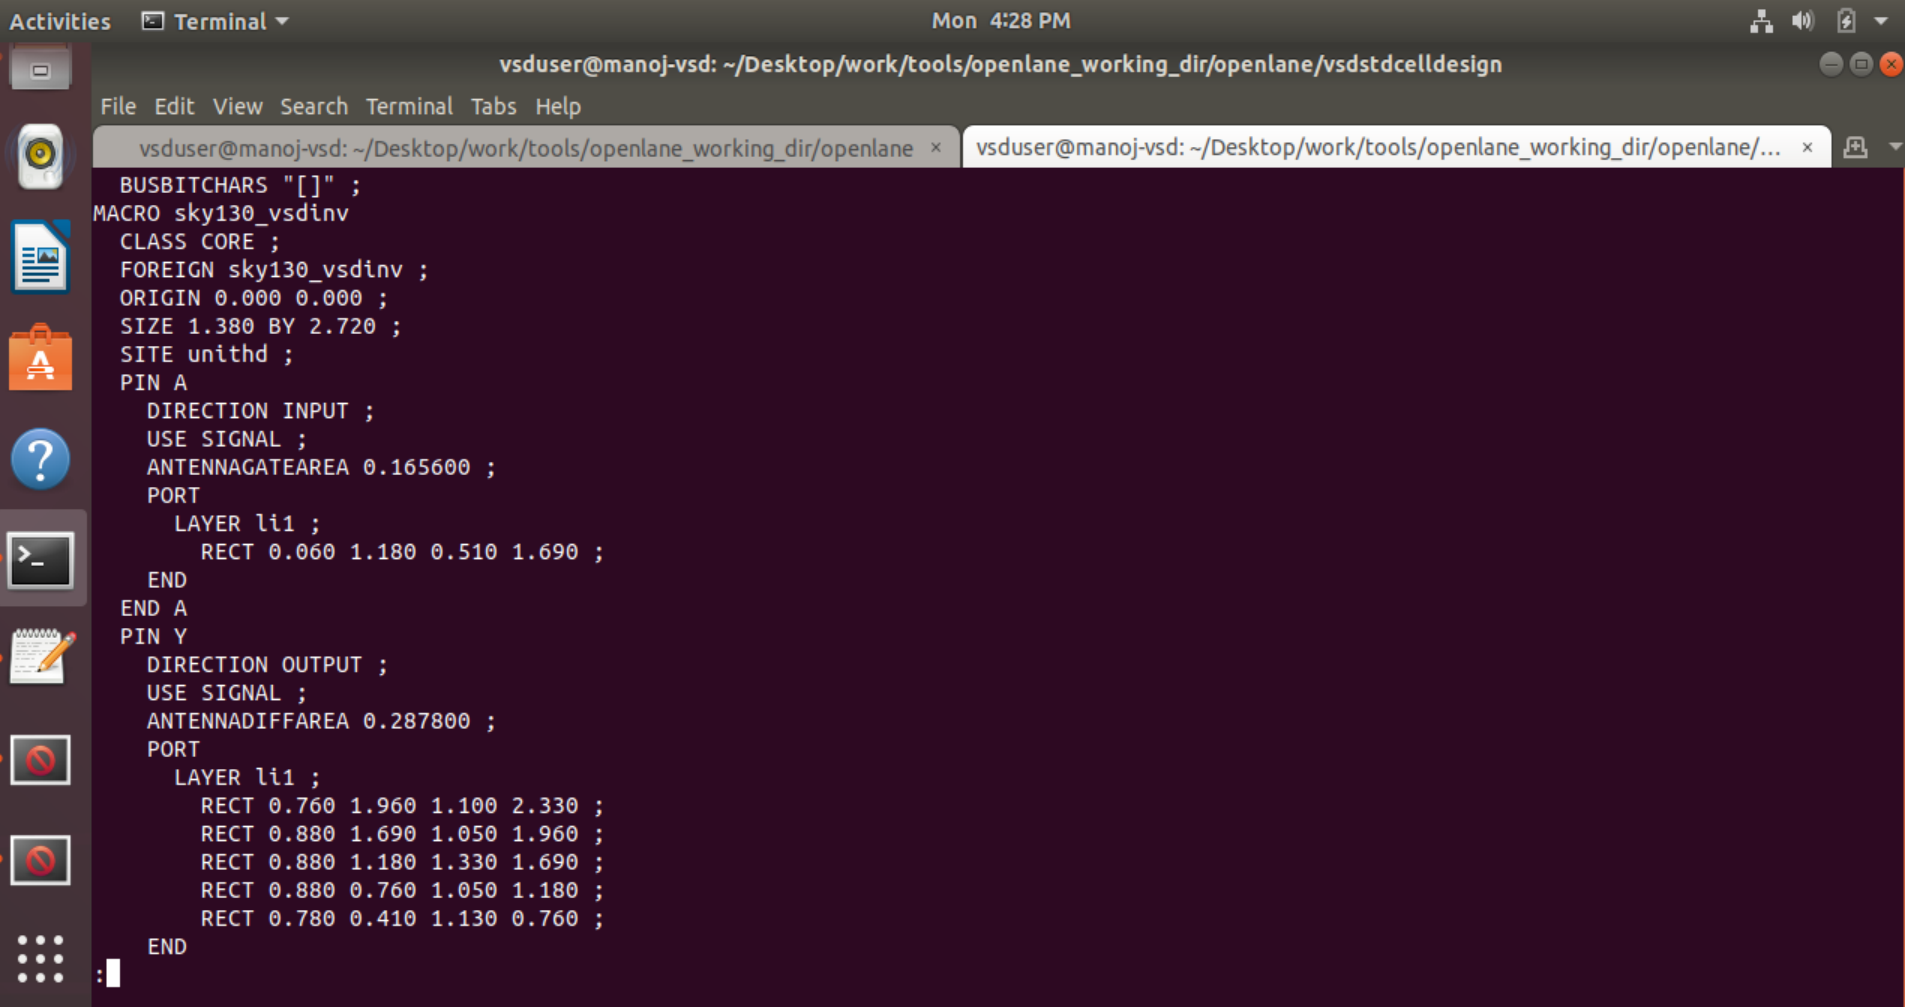 Activities Terminal Mon 4:28 PM
vsduser@manoj-vsd: ~/Desktop/work/tools/openlane_working_dir/openlane/vsdstdcelldesign
File Edit View Search Terminal Tabs Help
vsduser@manoj-vsd: ~/Desktop/work/tools/openlane_working_dir/openlane × vsduser@manoj-vsd: ~/Desktop/work/tools/openlane_working_dir/openlane/... ×
  BUSBITCHARS "[]" ;
MACRO sky130_vsdinv
  CLASS CORE ;
  FOREIGN sky130_vsdinv ;
  ORIGIN 0.000 0.000 ;
  SIZE 1.380 BY 2.720 ;
  SITE unithd ;
  PIN A
    DIRECTION INPUT ;
    USE SIGNAL ;
    ANTENNAGATEAREA 0.165600 ;
    PORT
      LAYER li1 ;
        RECT 0.060 1.180 0.510 1.690 ;
    END
  END A
  PIN Y
    DIRECTION OUTPUT ;
    USE SIGNAL ;
    ANTENNADIFFAREA 0.287800 ;
    PORT
      LAYER li1 ;
        RECT 0.760 1.960 1.100 2.330 ;
        RECT 0.880 1.690 1.050 1.960 ;
        RECT 0.880 1.180 1.330 1.690 ;
        RECT 0.880 0.760 1.050 1.180 ;
        RECT 0.780 0.410 1.130 0.760 ;
    END
: